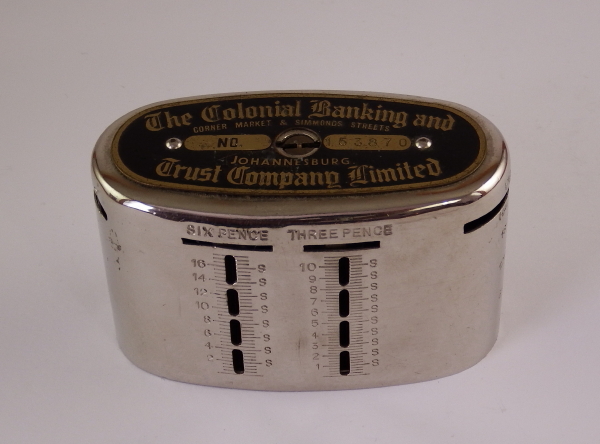 The Colonial Banking and
CORNER MARKET & SIMMONDS STREETS
NO. 153870
JOHANNESBURG.
Trust Company Limited
SIX PENCE THREE PENCE
16 S 10 S
14 9
12 S 8 S
10 7
8 S 6 S
6 5
4 S 4 S
2 3
S 2 S
1